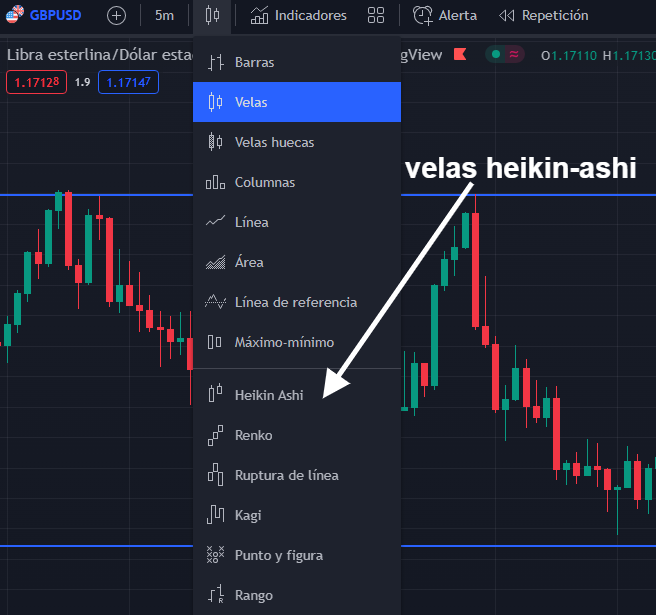 GBPUSD 5m Indicadores Alerta Repetición
Libra esterlina/Dólar esta gView O1.17110 H1.17130
1.17128 1.9 1.17147
Barras
Velas
Velas huecas
velas heikin-ashi
Columnas
Línea
Área
Línea de referencia
Máximo-mínimo
Heikin Ashi
Renko
Ruptura de línea
Kagi
Punto y figura
Rango